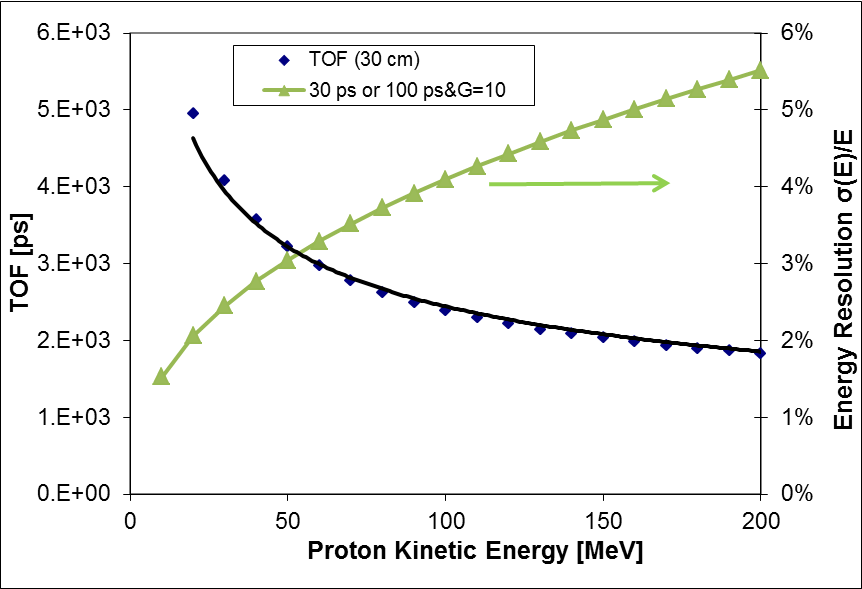 6.E+03
5.E+03
4.E+03
3.E+03
2.E+03
1.E+03
0.E+00
TOF [ps]
TOF (30 cm)
30 ps or 100 ps&G=10
6%
5%
4%
3%
2%
1%
0%
Energy Resolution σ(E)/E
0 50 100 150 200
Proton Kinetic Energy [MeV]